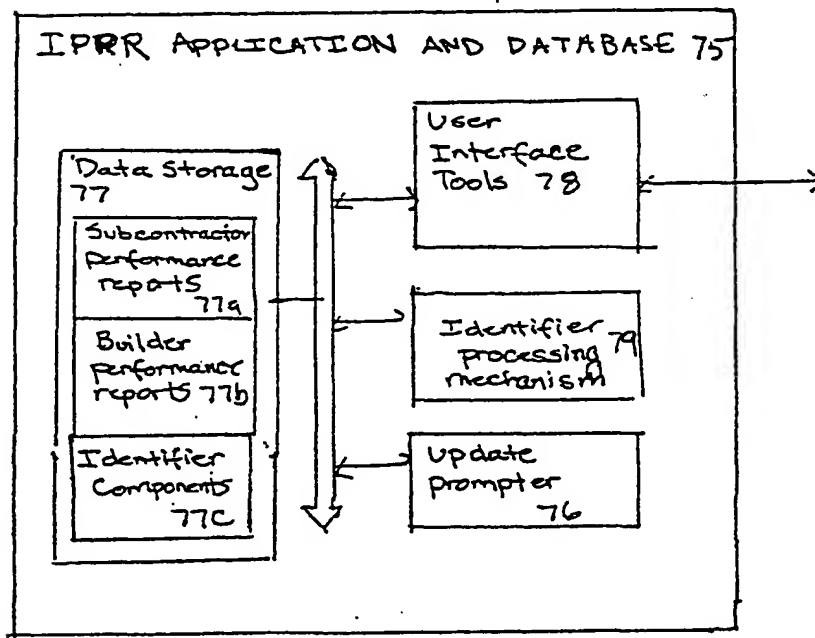 IPRR APPLICATION AND DATABASE 75
Data Storage
77
Subcontractor
performance
reports
77a
Builder
performance
reports 77b
Identifier
Components
77c
User
Interface
Tools 78
Identifier
processing 79
mechanism
Update
prompter
76